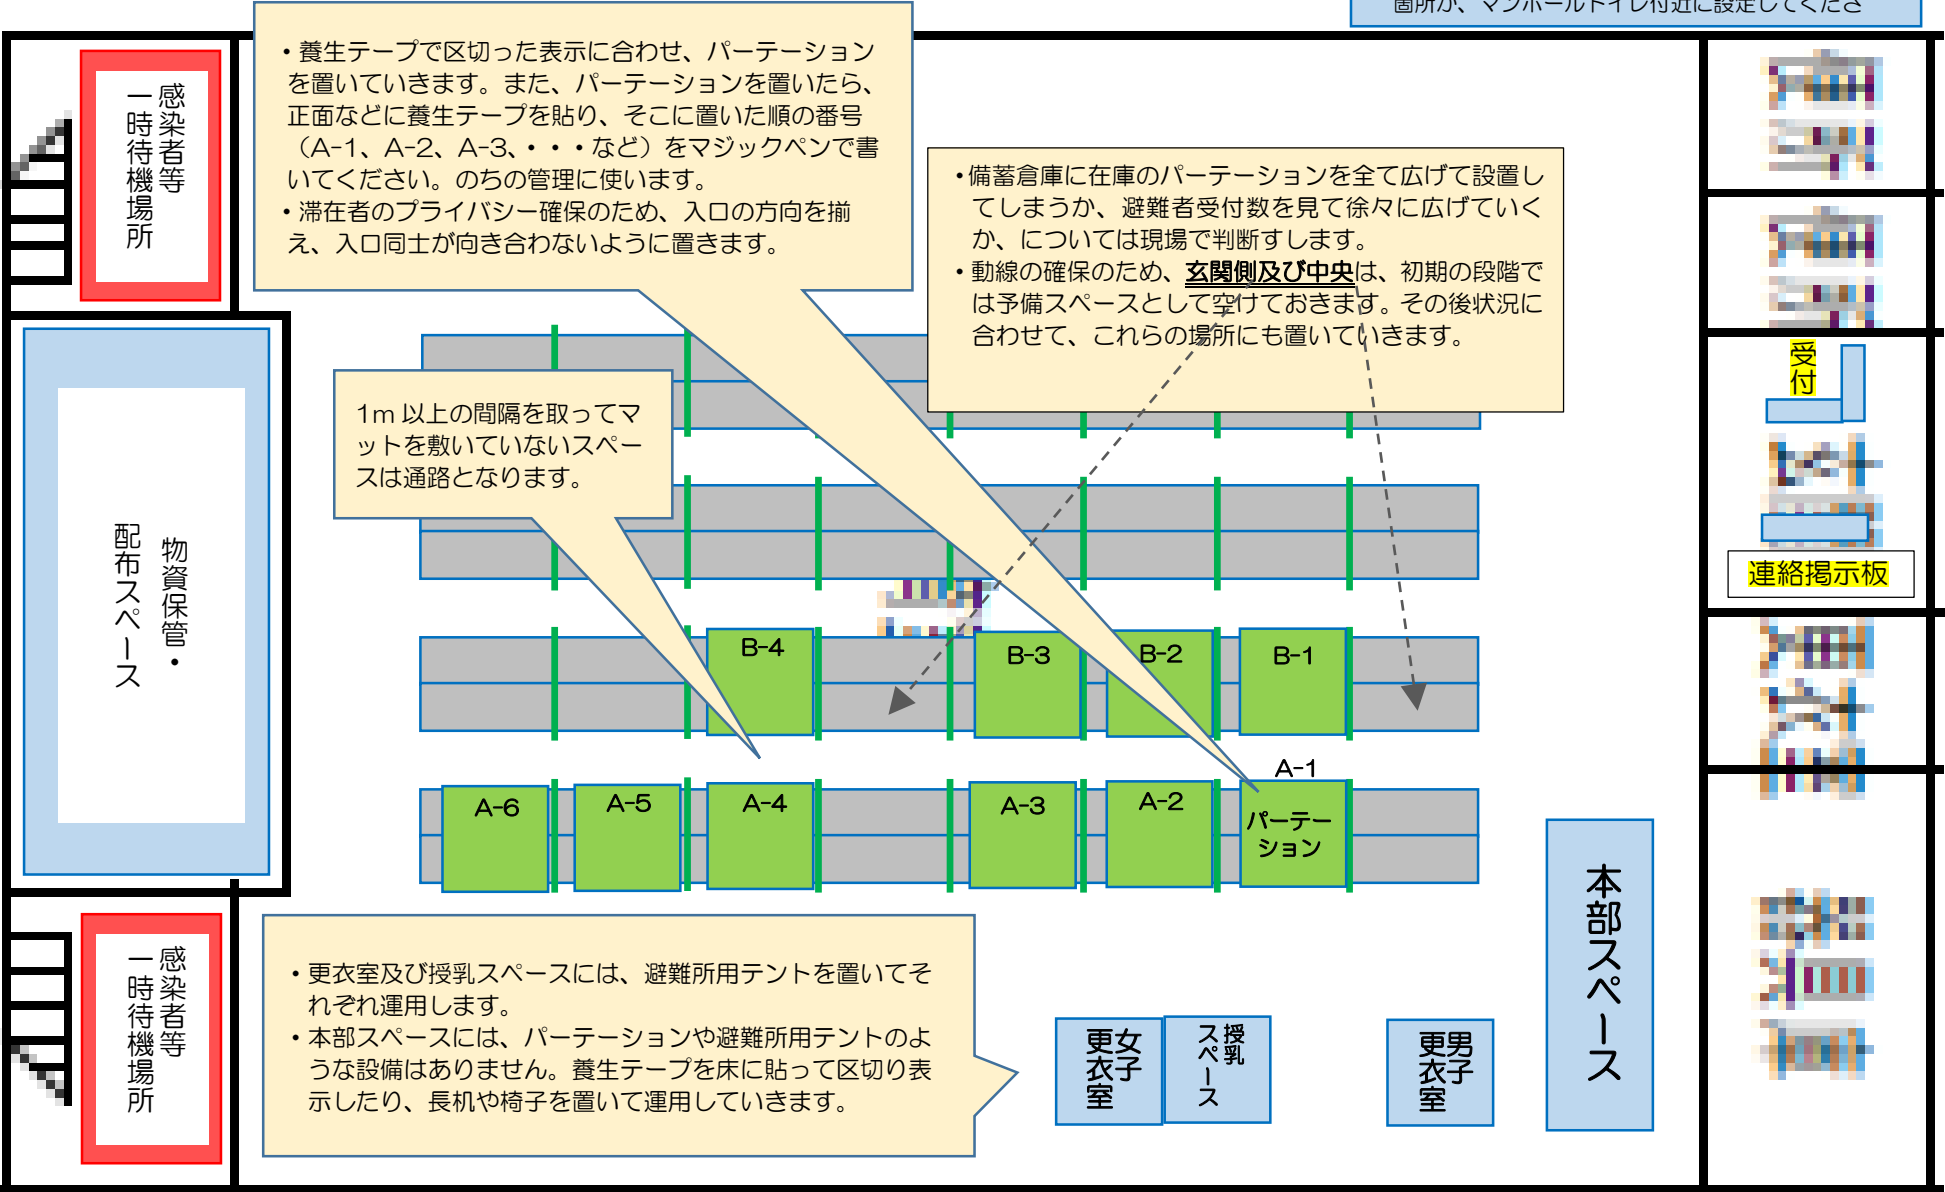 箇所か、マンホールトイレ付近に設定してくださ
・養生テープで区切った表示に合わせ、パーテーション
を置いていきます。また、パーテーションを置いたら、
正面などに養生テープを貼り、そこに置いた順の番号
（A-1、A-2、A-3、・・・など）をマジックペンで書
いてください。のちの管理に使います。
・滞在者のプライバシー確保のため、入口の方向を揃
え、入口同士が向き合わないように置きます。
感染者等
一時待機場所
・備蓄倉庫に在庫のパーテーションを全て広げて設置し
てしまうか、避難者受付数を見て徐々に広げていく
か、については現場で判断すします。
・動線の確保のため、玄関側及び中央は、初期の段階で
は予備スペースとして空けておきます。その後状況に
合わせて、これらの場所にも置いていきます。
1m 以上の間隔を取ってマ
ットを敷いていないスペー
スは通路となります。
受付
連絡掲示板
物資保管・
配布スペース
B-4
B-3
B-2
B-1
A-1
A-6
A-5
A-4
A-3
A-2
パーテー
ション
本部スペース
感染者等
一時待機場所
・更衣室及び授乳スペースには、避難所用テントを置いてそ
れぞれ運用します。
・本部スペースには、パーテーションや避難所用テントのよ
うな設備はありません。養生テープを床に貼って区切り表
示したり、長机や椅子を置いて運用していきます。
女子
更衣室
授乳
スペース
男子
更衣室